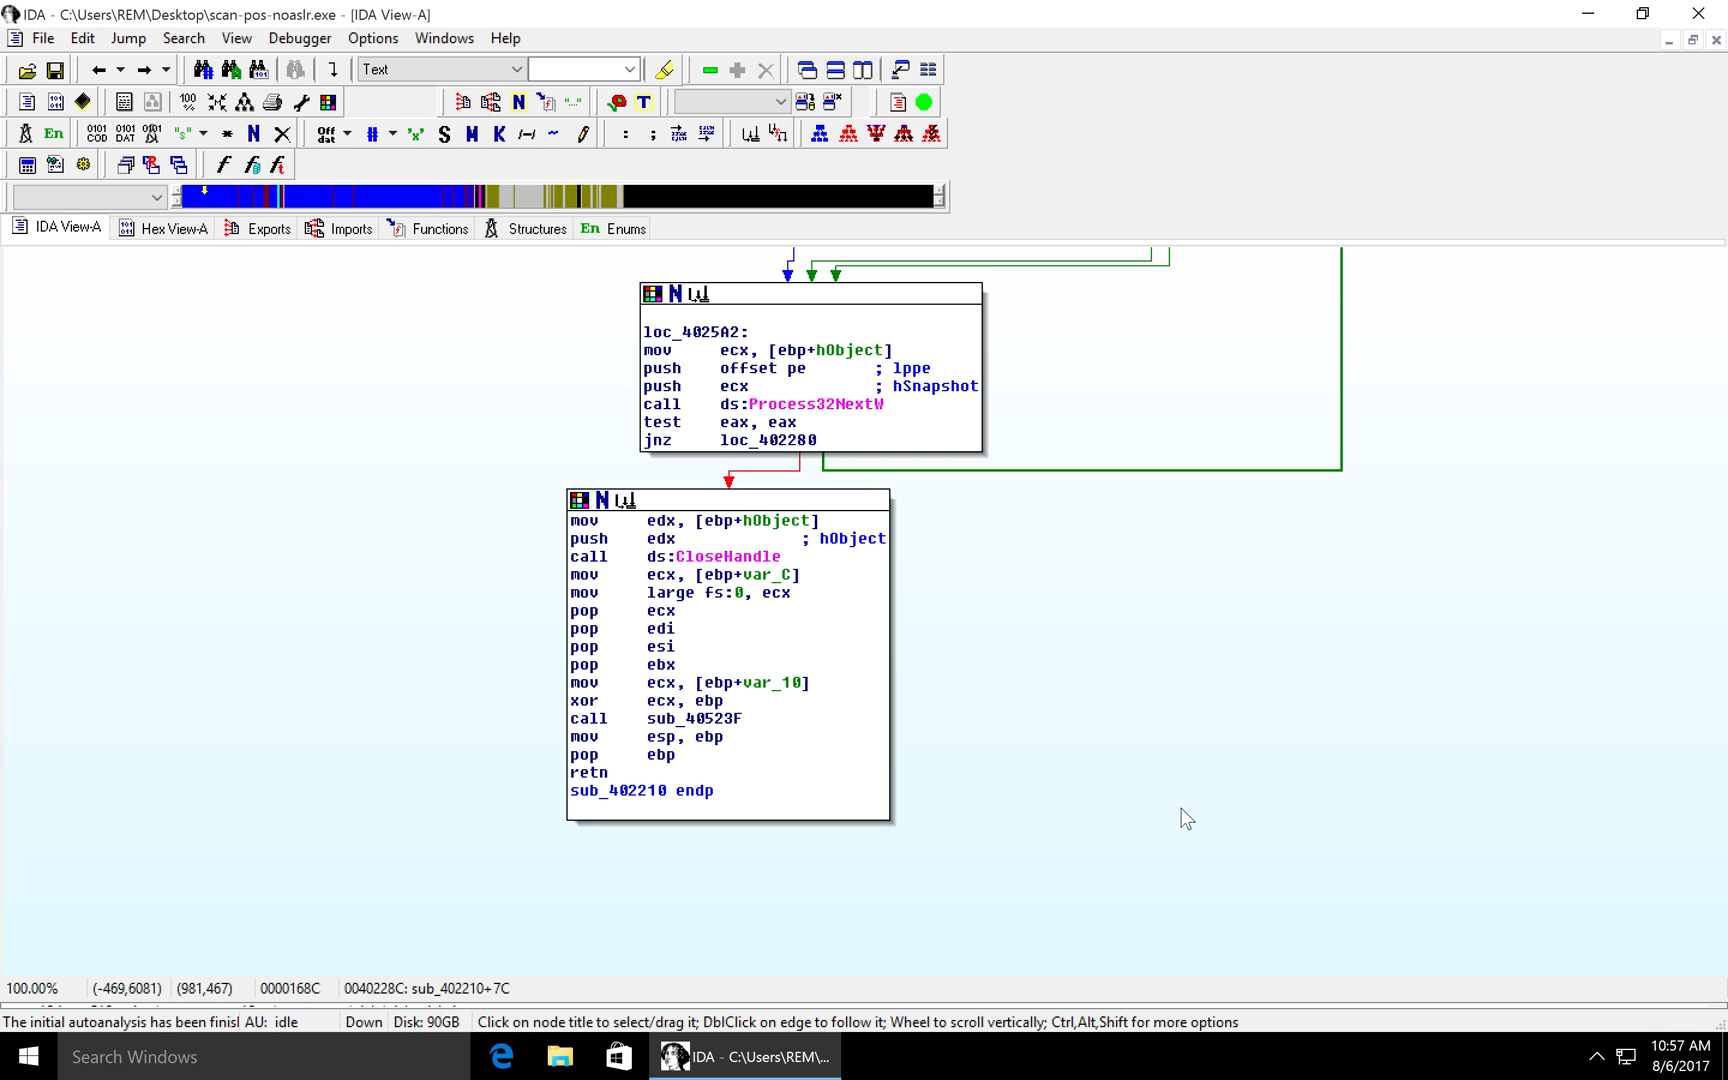 IDA - C:\Users\REM\Desktop\scan-pos-noaslr.exe - [IDA View-A]
File Edit Jump Search View Debugger Options Windows Help
Text
IDA View-A Hex View-A Exports Imports Functions Structures En Enums
loc_4025A2:
mov ecx, [ebp+hObject]
push offset pe ; lppe
push ecx ; hSnapshot
call ds:Process32NextW
test eax, eax
jnz loc_402280
mov edx, [ebp+hObject]
push edx ; hObject
call ds:CloseHandle
mov ecx, [ebp+var_C]
mov large fs:0, ecx
pop ecx
pop edi
pop esi
pop ebx
mov ecx, [ebp+var_10]
xor ecx, ebp
call sub_40523F
mov esp, ebp
pop ebp
retn
sub_402210 endp
100.00% (-469,6081) (981,467) 0000168C 0040228C: sub_402210+7C
The initial autoanalysis has been finisl AU: idle Down Disk: 90GB Click on node title to select/drag it; DblClick on edge to follow it; Wheel to scroll vertically; Ctrl,Alt,Shift for more options
Search Windows
IDA - C:\Users\REM\...
10:57 AM
8/6/2017